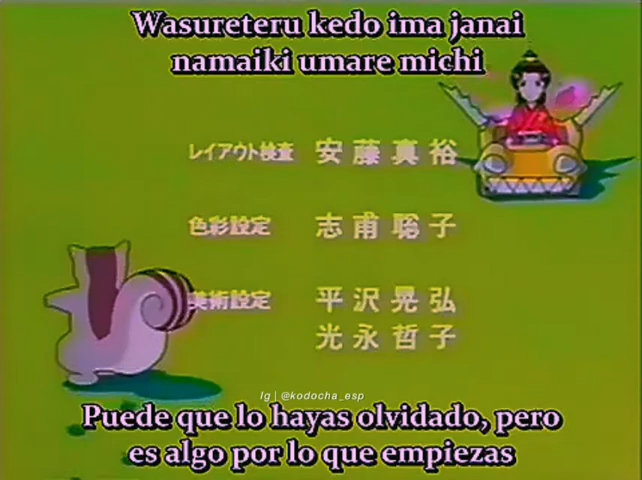 Wasureteru kedo ima janai
namaiki umare michi
レイアウト検査 安藤真裕
色彩設定 志甫聡子
美術設定 平沢晃弘
光永哲子
Ig | @kodocha_esp
Puede que lo hayas olvidado, pero
es algo por lo que empiezas